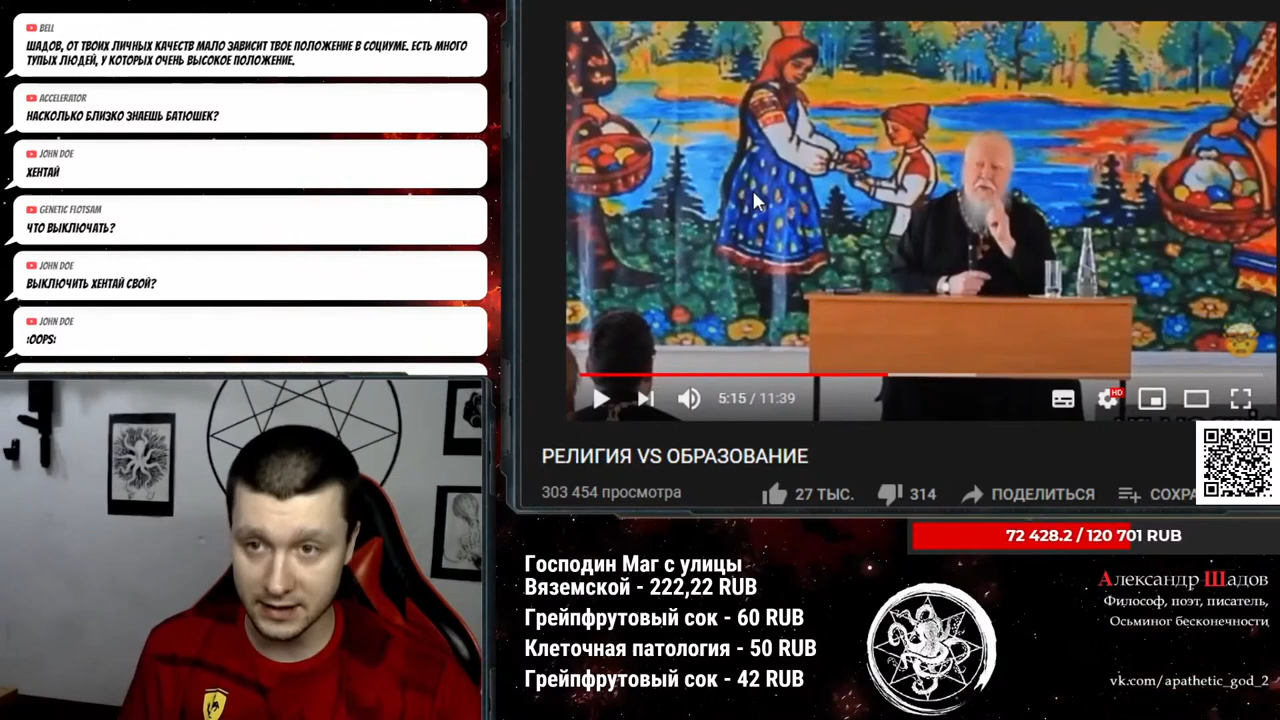 BELL
ШАДОВ, ОТ ТВОИХ ЛИЧНЫХ КАЧЕСТВ МАЛО ЗАВИСИТ ТВОЕ ПОЛОЖЕНИЕ В СОЦИУМЕ. ЕСТЬ МНОГО
ТУПЫХ ЛЮДЕЙ, У КОТОРЫХ ОЧЕНЬ ВЫСОКОЕ ПОЛОЖЕНИЕ.
ACCELERATOR
НАСКОЛЬКО БЛИЗКО ЗНАЕШЬ БАТЮШЕК?
JOHN DOE
ХЕНТАЙ
GENETIC FLOTSAM
ЧТО ВЫКЛЮЧАТЬ?
JOHN DOE
ВЫКЛЮЧИТЬ ХЕНТАЙ СВОЙ?
JOHN DOE
:OOPS:
5:15 / 11:39
HD
РЕЛИГИЯ VS ОБРАЗОВАНИЕ
303 454 просмотра
27 ТЫС.
314
ПОДЕЛИТЬСЯ
СОХРА
72 428.2 / 120 701 RUB
Господин Маг с улицы
Вяземской - 222,22 RUB
Грейпфрутовый сок - 60 RUB
Клеточная патология - 50 RUB
Грейпфрутовый сок - 42 RUB
Александр Шадов
Философ, поэт, писатель,
Осьминог бесконечности
vk.com/apathetic_god_2